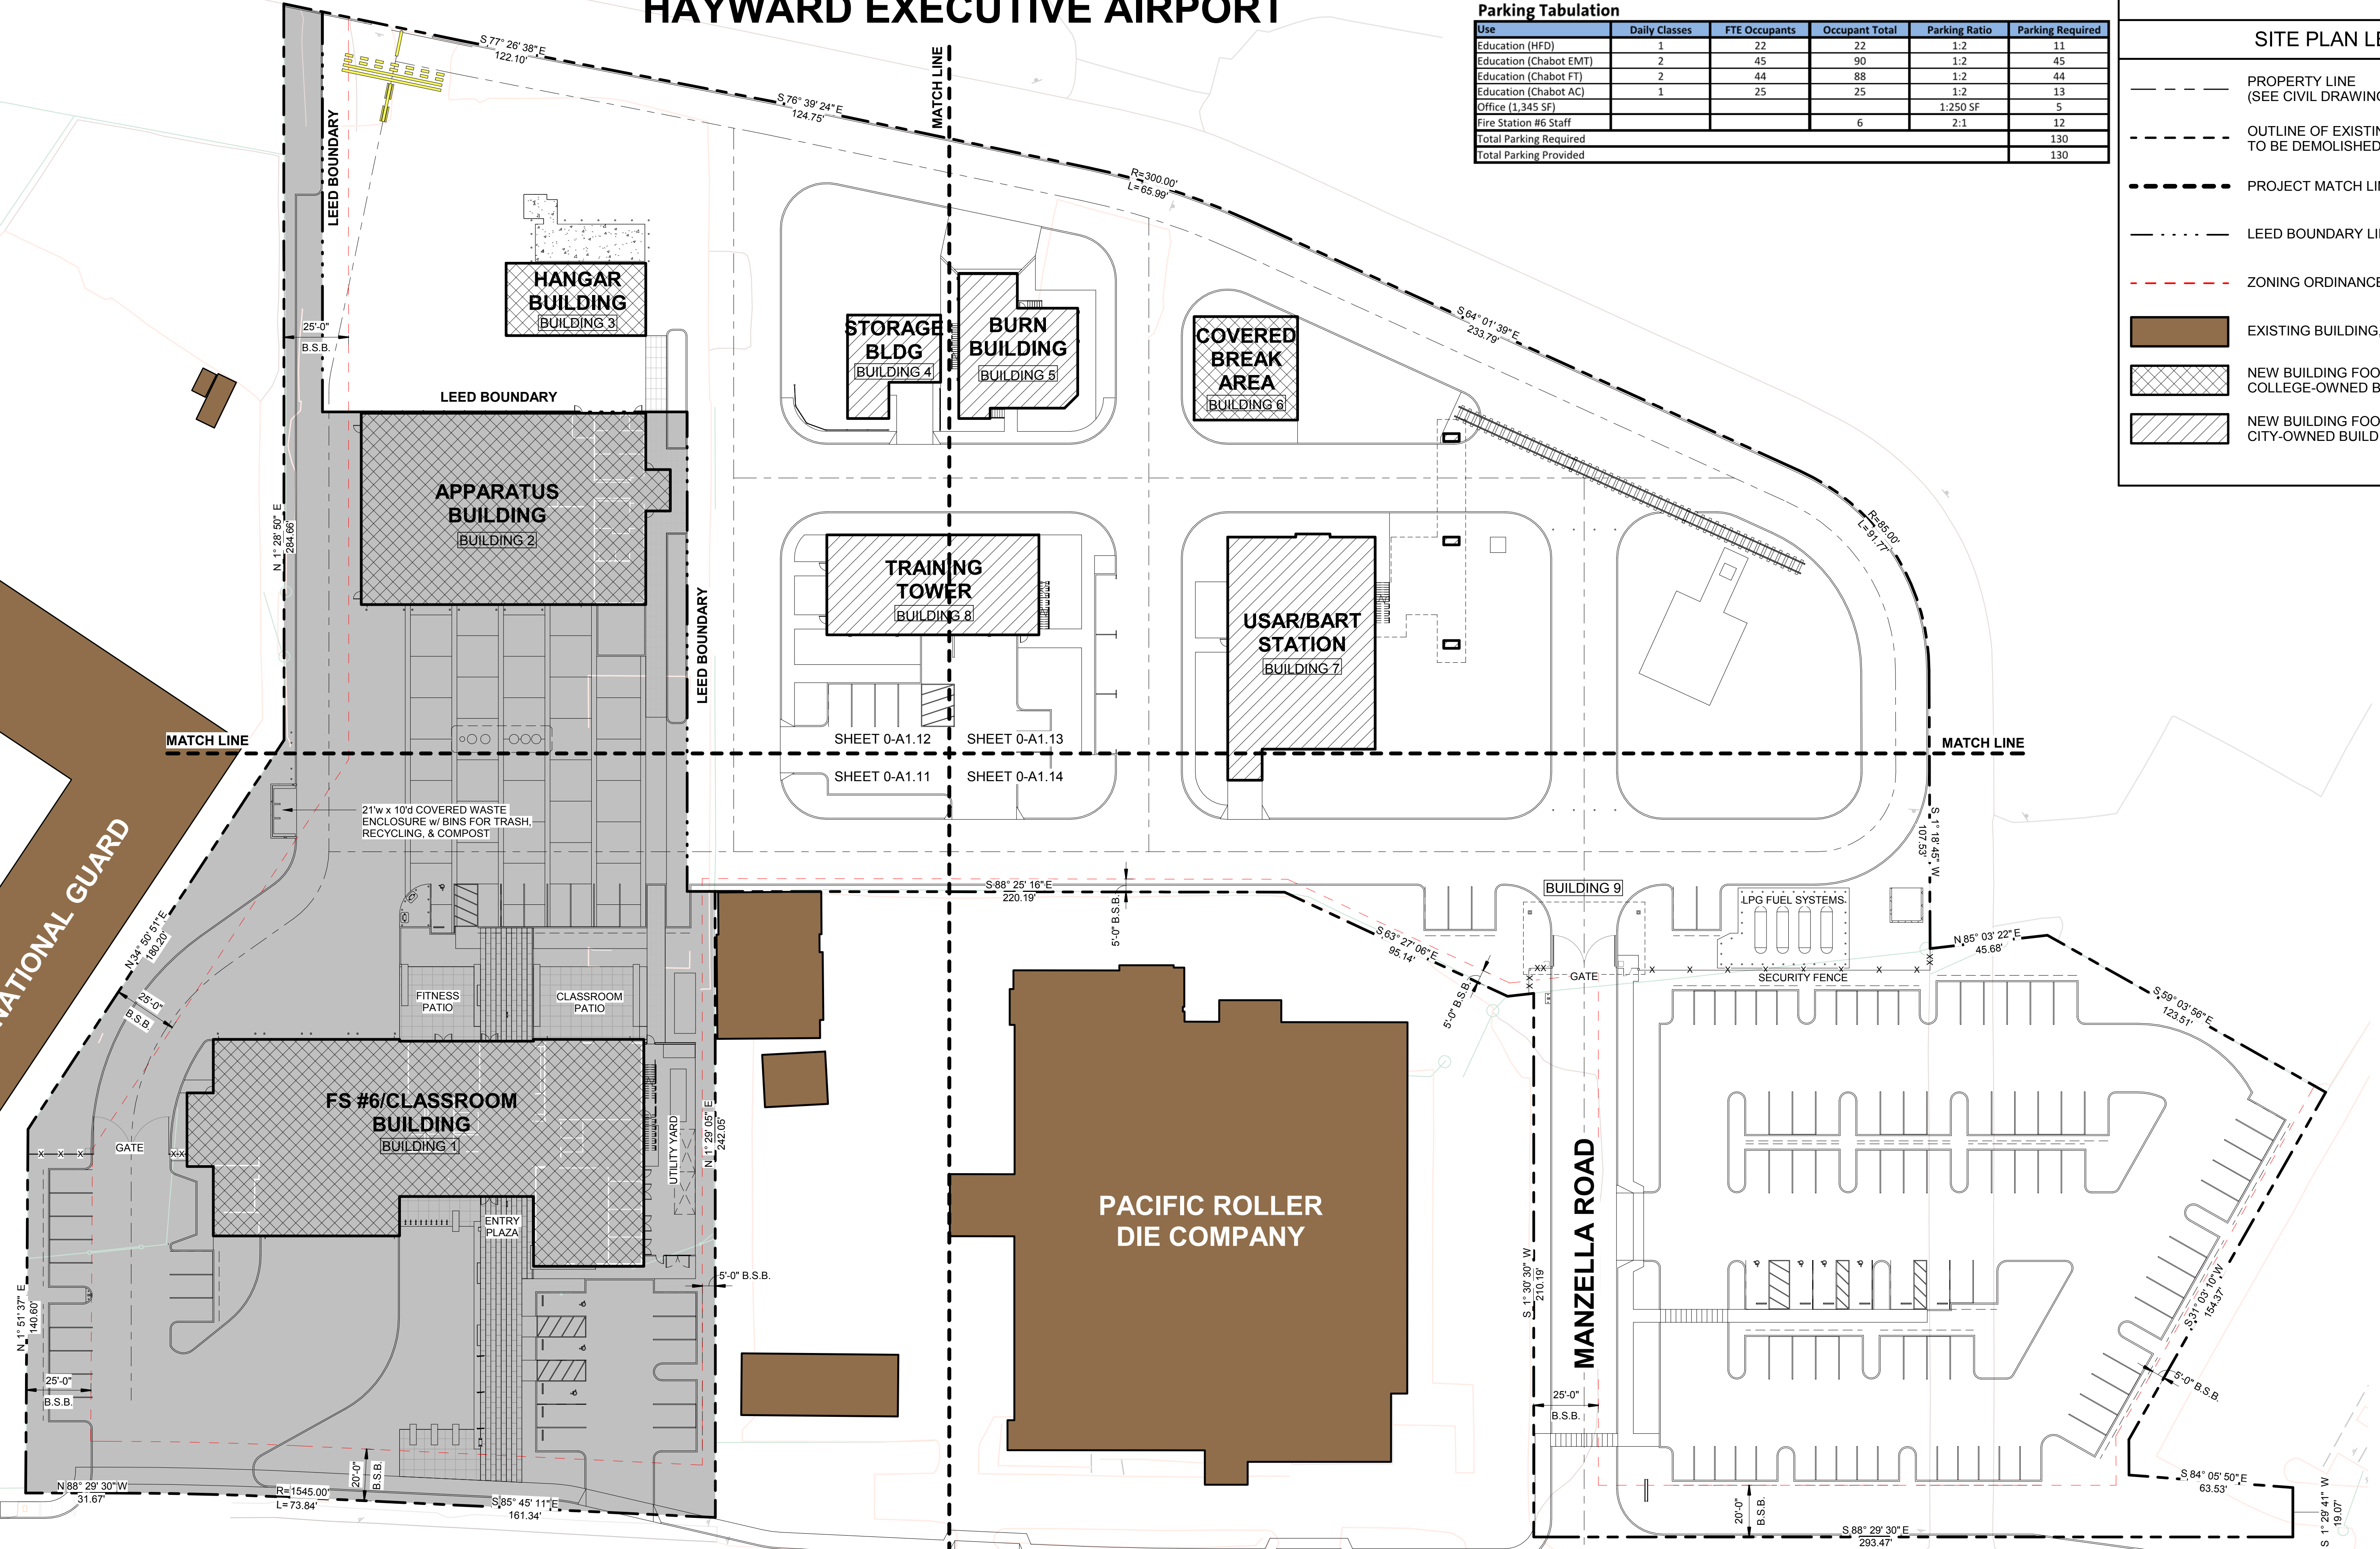 HAYWARD EXECUTIVE AIRPORT
Parking Tabulation
Use Daily Classes FTE Occupants Occupant Total Parking Ratio Parking Required
Education (HFD) 1 22 22 1:2 11
Education (Chabot EMT) 2 45 90 1:2 45
Education (Chabot FT) 2 44 88 1:2 44
Education (Chabot AC) 1 25 25 1:2 13
Office (1,345 SF) 1:250 SF 5
Fire Station #6 Staff 6 2:1 12
Total Parking Required 130
Total Parking Provided 130
SITE PLAN LE
PROPERTY LINE
(SEE CIVIL DRAWING
OUTLINE OF EXISTIN
TO BE DEMOLISHED
PROJECT MATCH LI
LEED BOUNDARY LI
ZONING ORDINANCE
EXISTING BUILDING,
NEW BUILDING FOO
COLLEGE-OWNED B
NEW BUILDING FOO
CITY-OWNED BUILD
S 77° 26' 38" E
122.10'
S 76° 39' 24" E
124.75'
MATCH LINE
LEED BOUNDARY
R=300.00'
L=65.99'
S 64° 01' 39" E
233.79'
R=85.00'
L=91.77'
HANGAR
BUILDING
BUILDING 3
25'-0"
B.S.B.
STORAGE
BLDG
BUILDING 4
BURN
BUILDING
BUILDING 5
COVERED
BREAK
AREA
BUILDING 6
LEED BOUNDARY
APPARATUS
BUILDING
BUILDING 2
N 1° 28' 50" E
284.66'
LEED BOUNDARY
TRAINING
TOWER
BUILDING 8
USAR/BART
STATION
BUILDING 7
MATCH LINE
SHEET 0-A1.12
SHEET 0-A1.13
MATCH LINE
SHEET 0-A1.11
SHEET 0-A1.14
21'w x 10'd COVERED WASTE
ENCLOSURE w/ BINS FOR TRASH,
RECYCLING, & COMPOST
S 1° 18' 45" W
107.53'
NATIONAL GUARD
N 34° 50' 51" E
180.20'
25'-0"
B.S.B.
S 88° 25' 16" E
220.19'
5'-0" B.S.B.
S 63° 27' 06" E
95.14'
5'-0" B.S.B.
BUILDING 9
GATE
LPG FUEL SYSTEMS
X X X X X X X X
SECURITY FENCE
N 85° 03' 22" E
45.68'
S 59° 03' 56" E
123.51'
FITNESS
PATIO
CLASSROOM
PATIO
FS #6/CLASSROOM
BUILDING
BUILDING 1
UTILITY YARD
N 1° 29' 05" E
242.05'
X X X
GATE
XX
ENTRY
PLAZA
5'-0" B.S.B.
PACIFIC ROLLER
DIE COMPANY
S 1° 30' 30" W
210.19'
MANZELLA ROAD
S 31° 03' 10" W
154.37'
5'-0" B.S.B.
N 1° 51' 37" E
140.60'
25'-0"
B.S.B.
25'-0"
B.S.B.
20'-0"
B.S.B.
N 88° 29' 30" W
31.67'
R=1545.00'
L=73.84'
S 85° 45' 11" E
161.34'
20'-0"
B.S.B.
S 88° 29' 30" E
293.47'
S 84° 05' 50" E
63.53'
S 1° 29' 41" W
19.07'